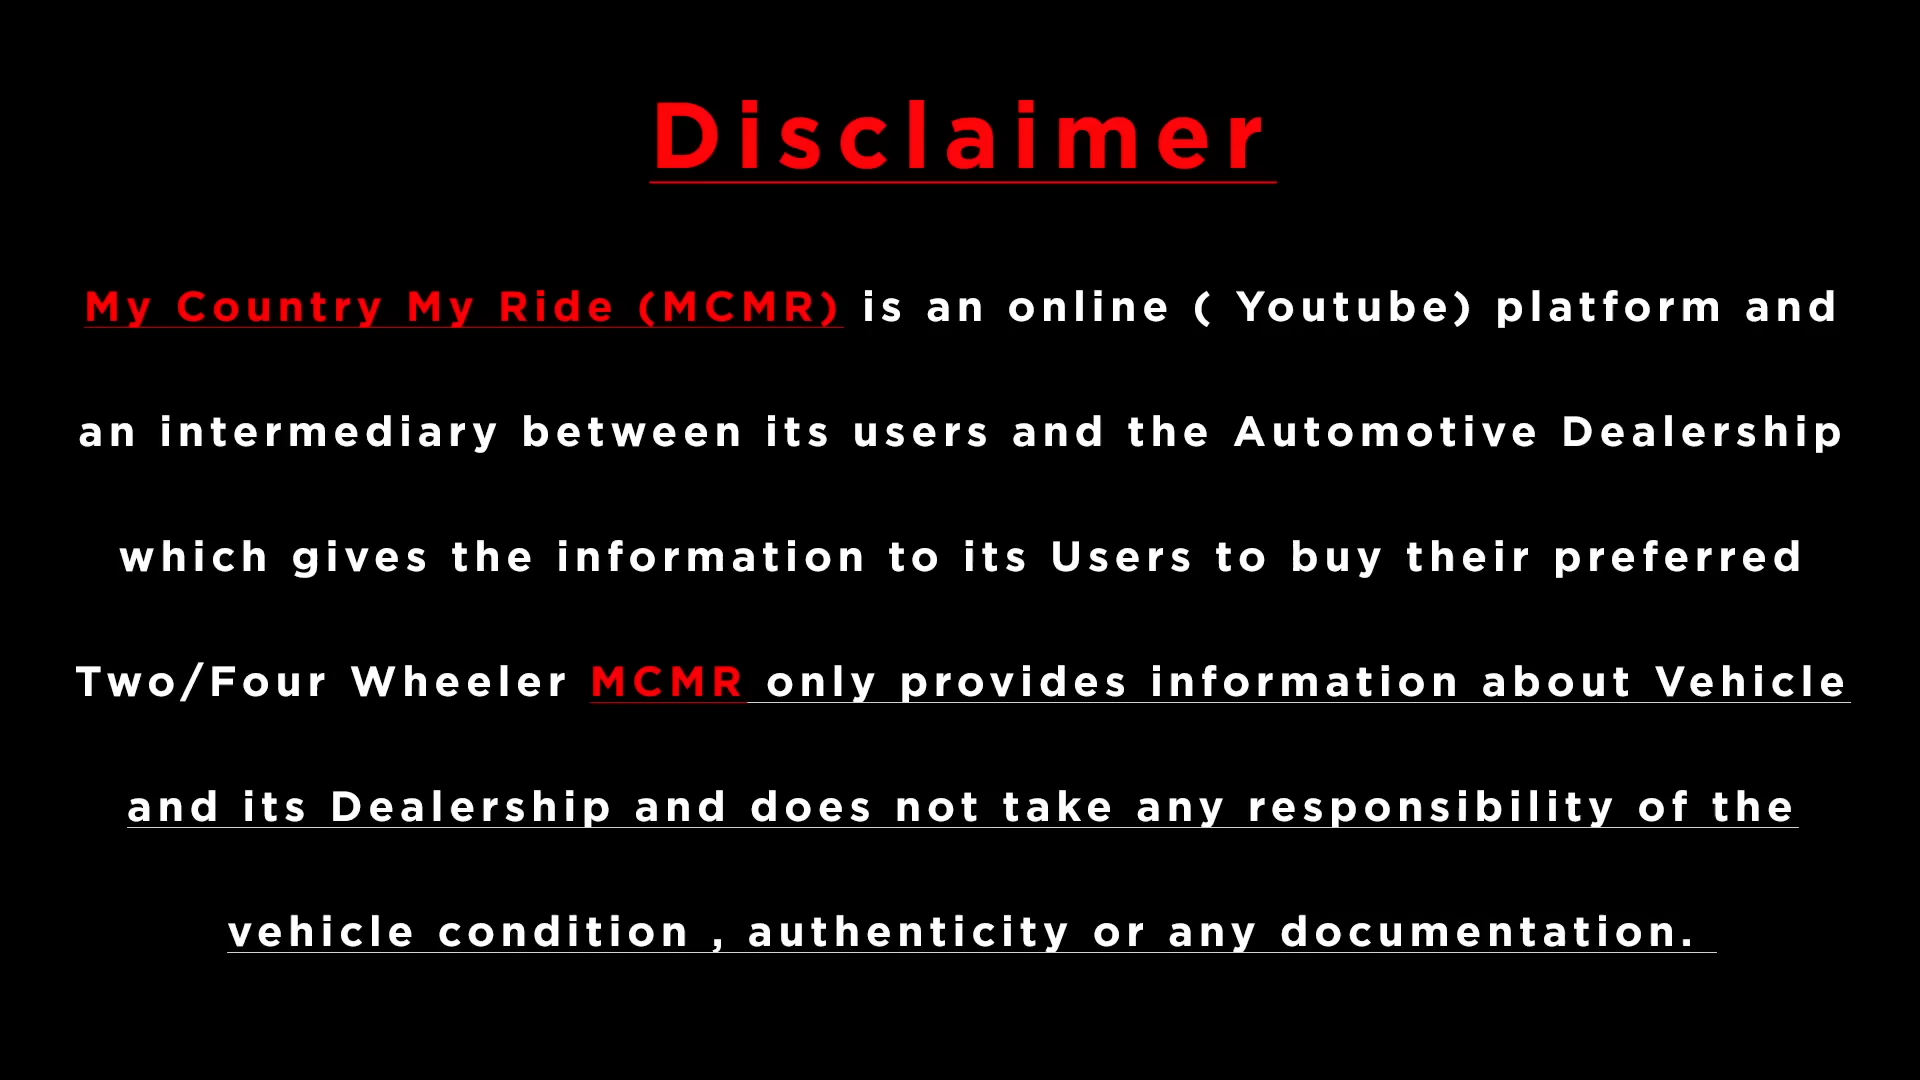 Disclaimer
My Country My Ride (MCMR) is an online ( Youtube) platform and
an intermediary between its users and the Automotive Dealership
which gives the information to its Users to buy their preferred
Two/Four Wheeler MCMR only provides information about Vehicle
and its Dealership and does not take any responsibility of the
vehicle condition , authenticity or any documentation.